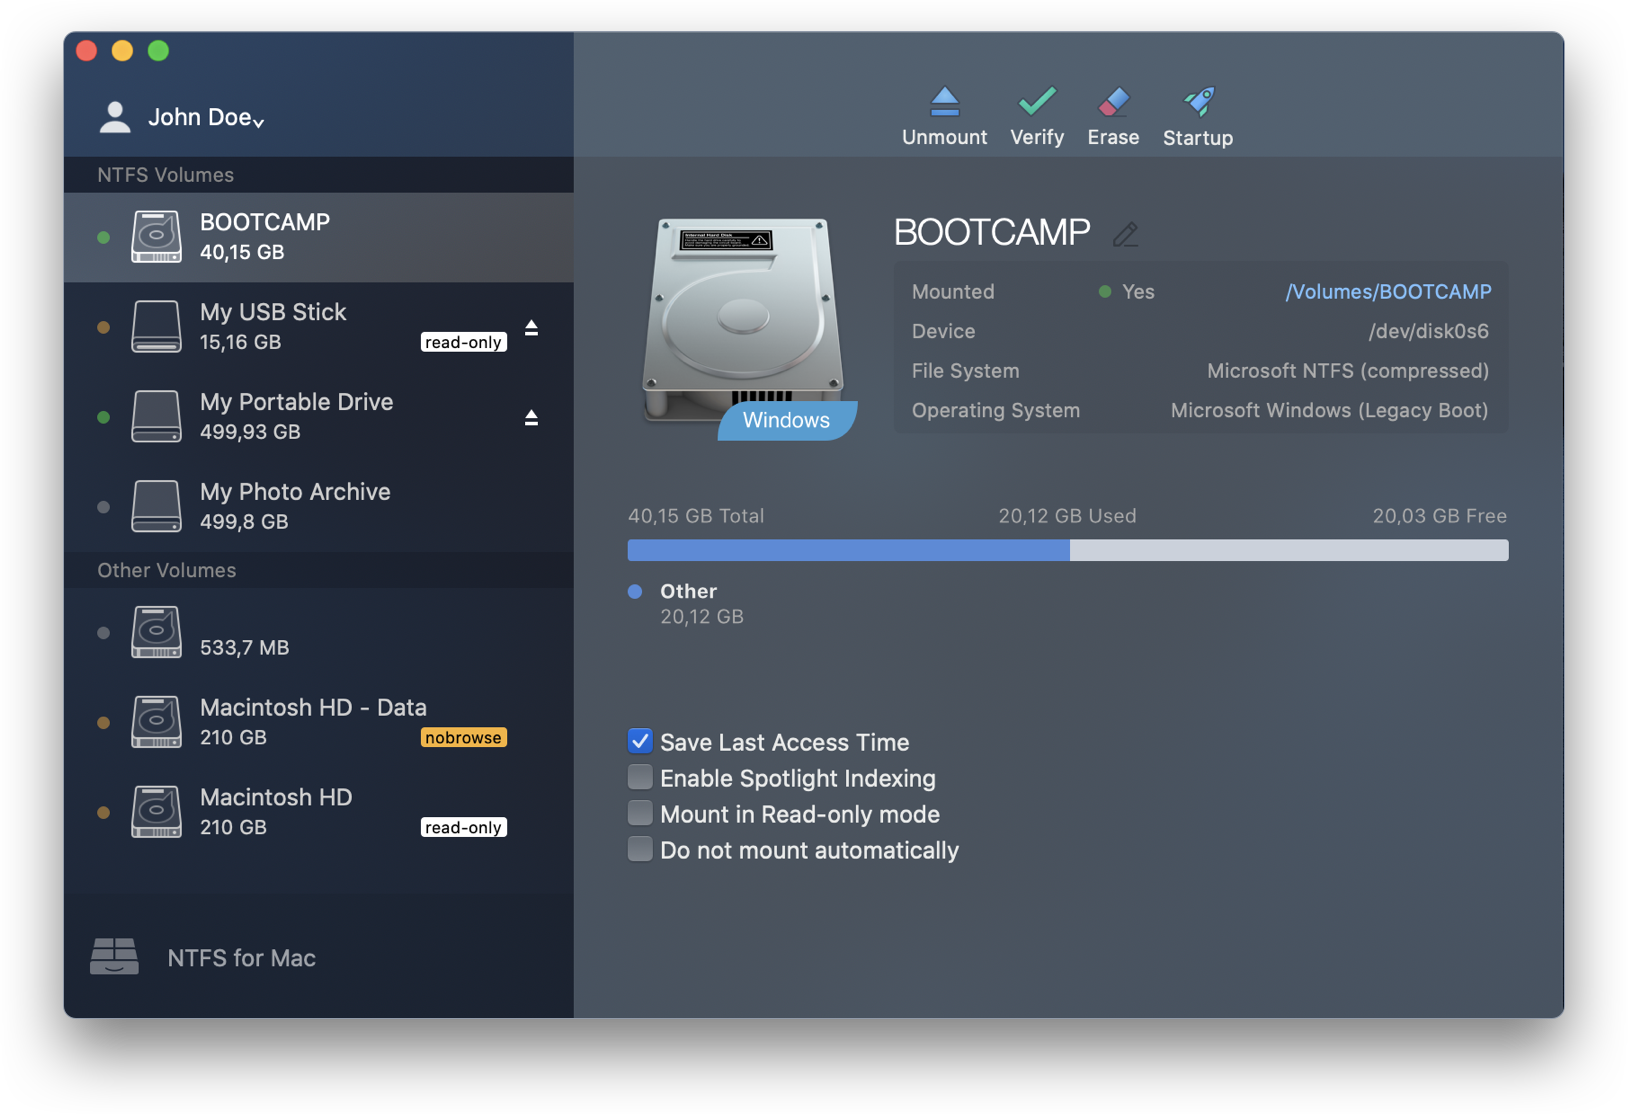 John Doe
NTFS Volumes
BOOTCAMP
40,15 GB
My USB Stick
15,16 GB
read-only
My Portable Drive
499,93 GB
My Photo Archive
499,8 GB
Other Volumes
533,7 MB
Macintosh HD - Data
210 GB
nobrowse
Macintosh HD
210 GB
read-only
NTFS for Mac
Unmount
Verify
Erase
Startup
Internal Hard Disk
Windows
BOOTCAMP
Mounted
Yes
/Volumes/BOOTCAMP
Device
/dev/disk0s6
File System
Microsoft NTFS (compressed)
Operating System
Microsoft Windows (Legacy Boot)
40,15 GB Total
20,12 GB Used
20,03 GB Free
Other
20,12 GB
Save Last Access Time
Enable Spotlight Indexing
Mount in Read-only mode
Do not mount automatically